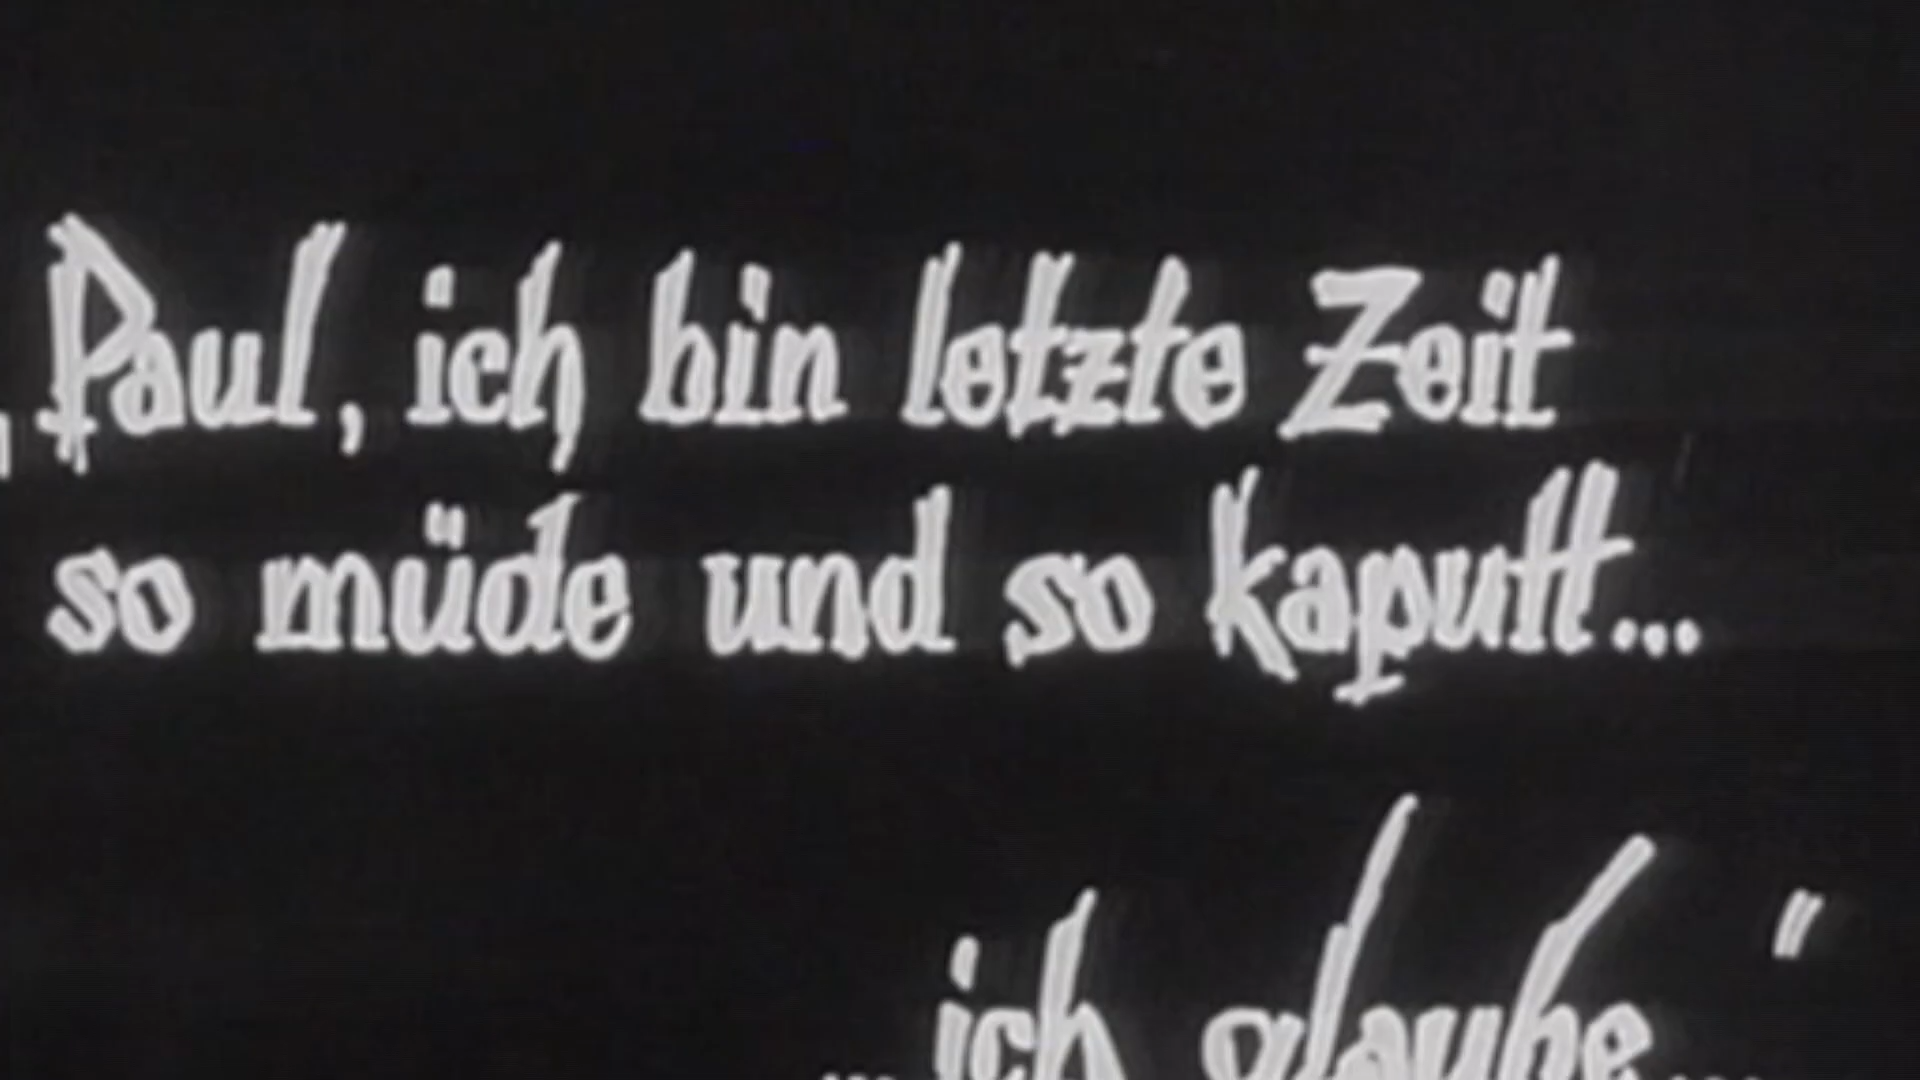 „Paul, ich bin letzte Zeit
so müde und so kaputt...
... ich glaube..."